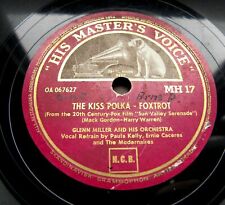 "HIS MASTER'S VOICE"
OA 067627
MH 17
THE KISS POLKA - FOXTROT
(From the 20th Century-Fox Film "Sun Valley Serenade")
(Mack Gordon-Harry Warren)
GLENN MILLER AND HIS ORCHESTRA
Vocal Refrain by Paula Kelly, Ernie Caceres
and The Modernaires
N.C.B.